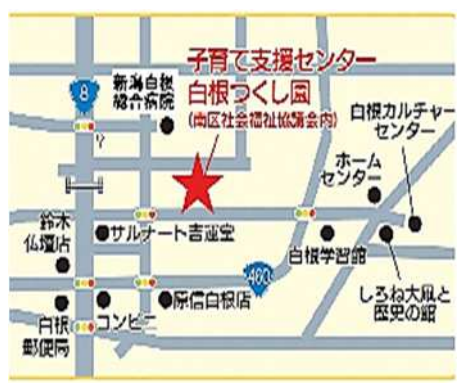 子育て支援センター
白根つくし園
(南区社会福祉協議会内)
8
新潟白根
総合病院
白根カルチャー
センター
ホーム
センター
鈴木
仏壇店
サルナート吉運堂
白根学習館
460
しろね大凧と
歴史の館
原信白根店
コンビニ
白根
郵便局